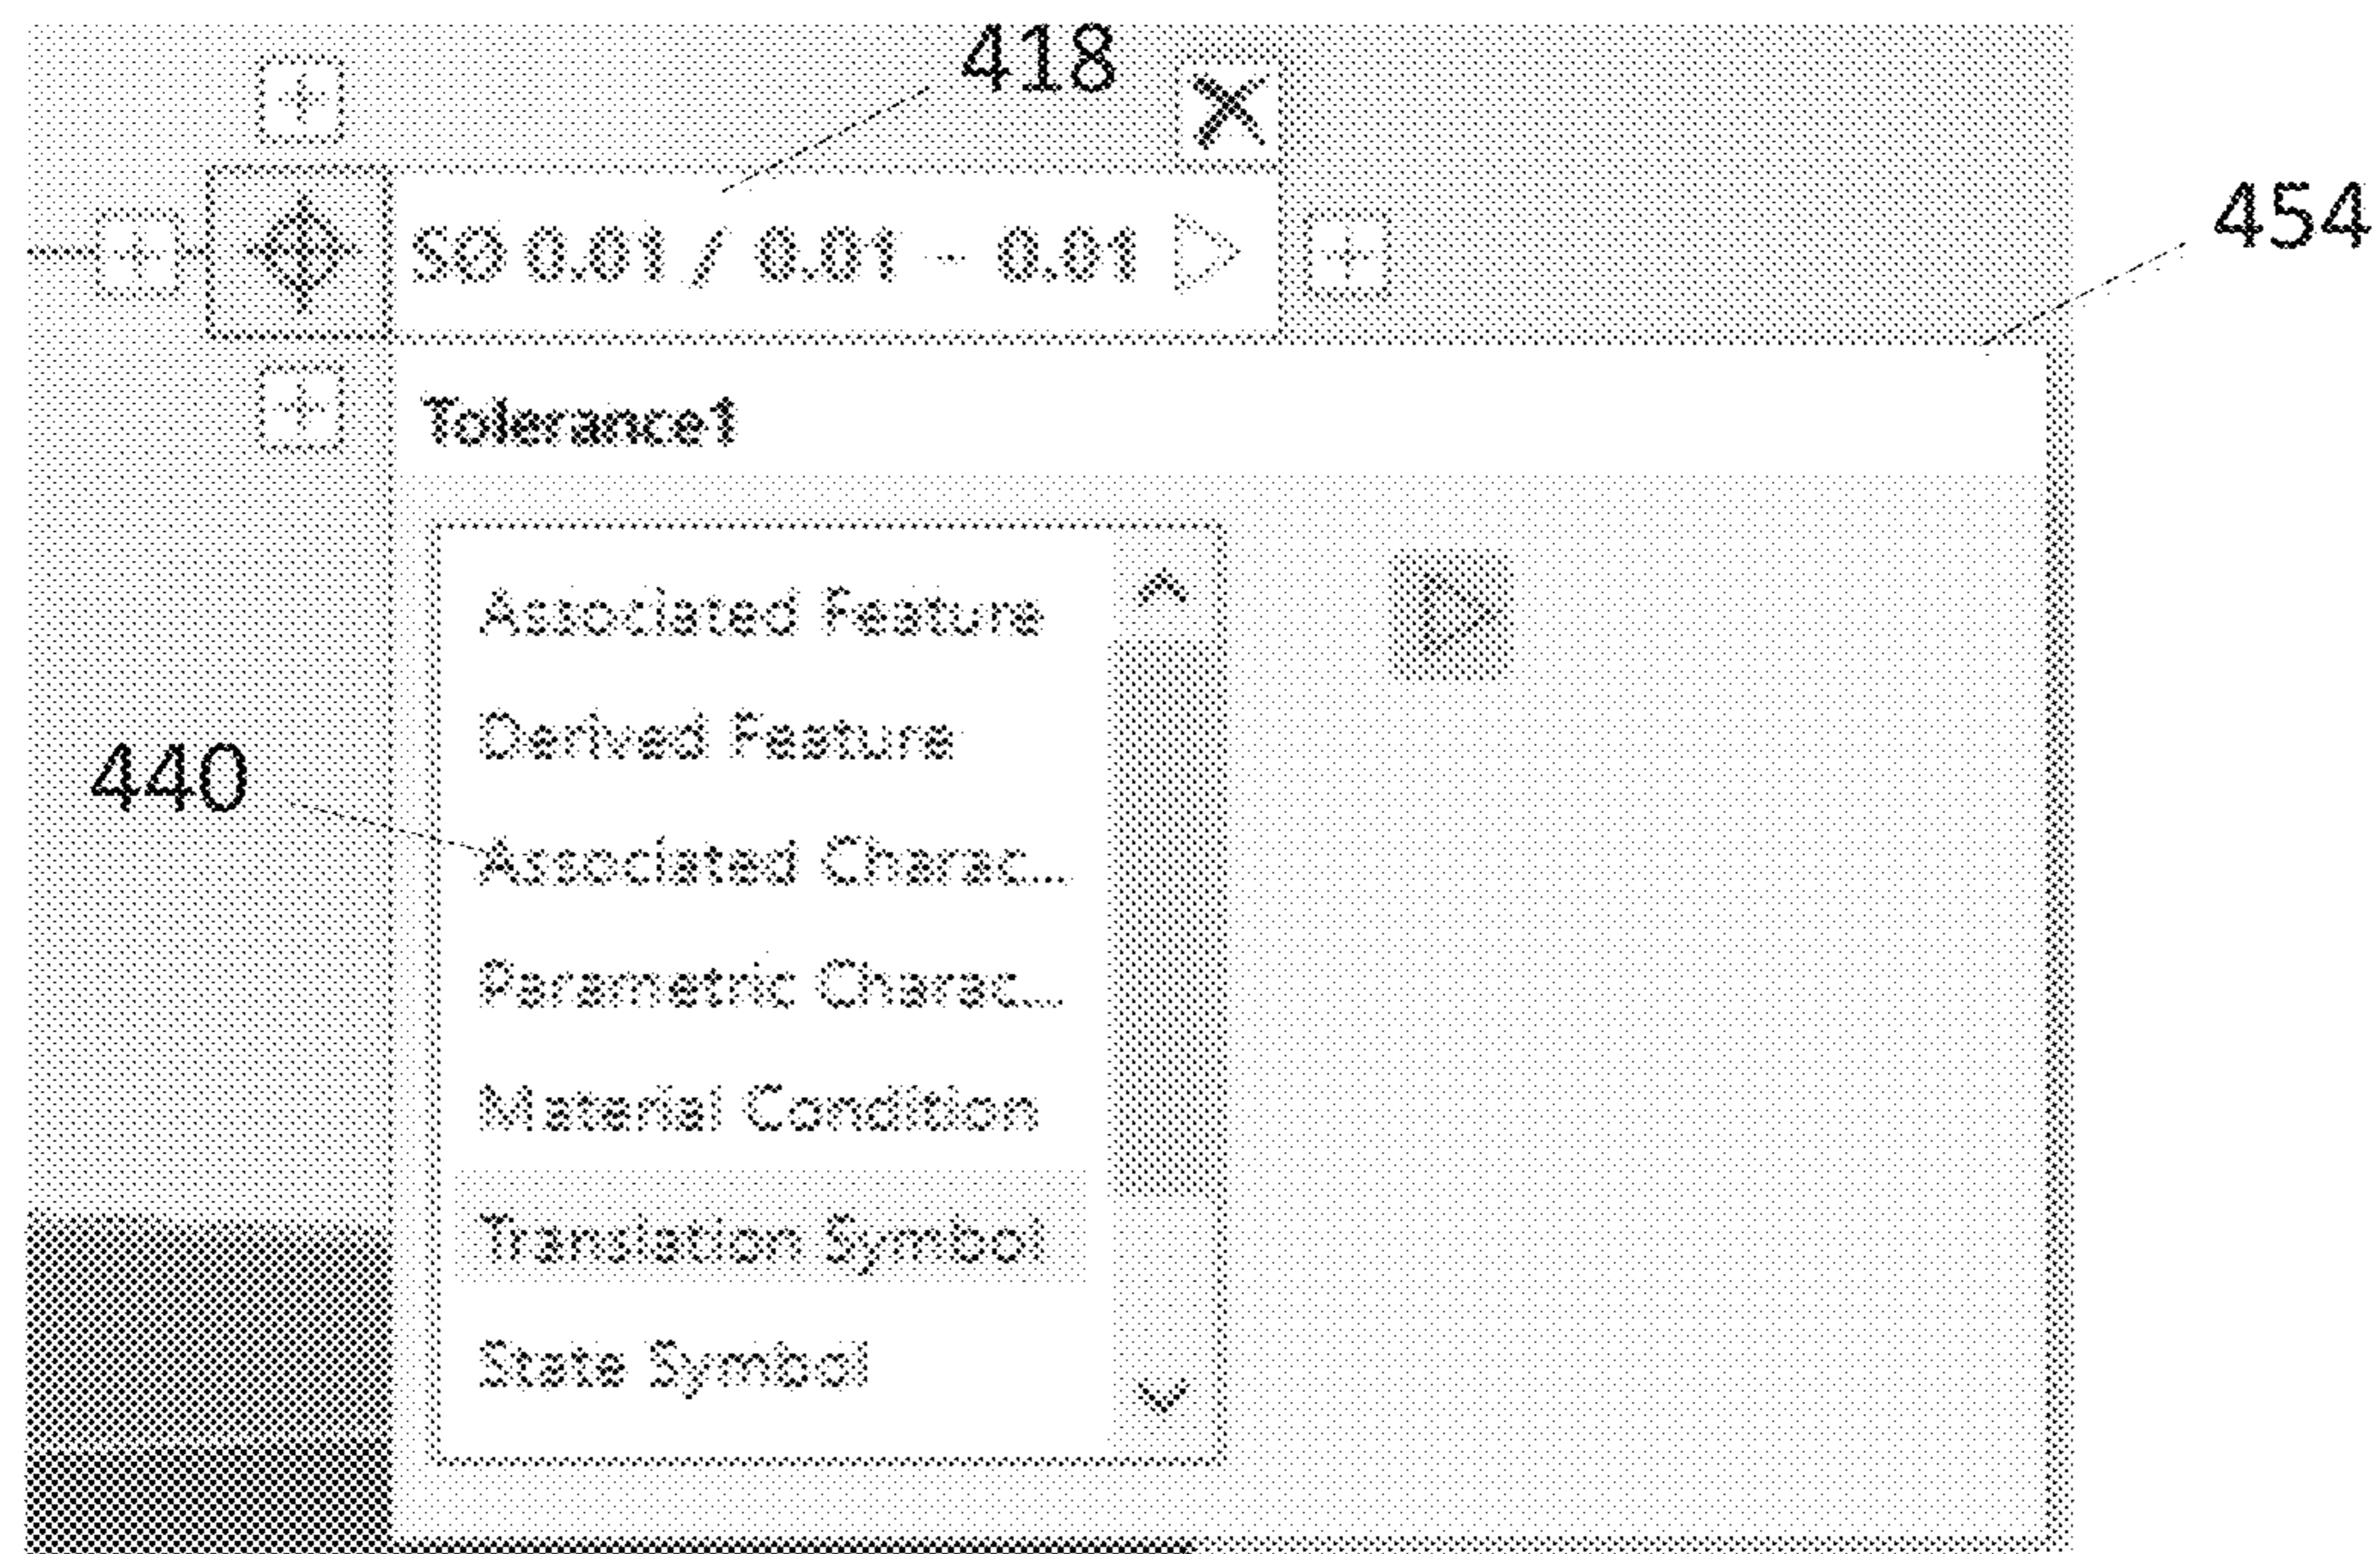 418
454
SØ 0.01 / 0.01 - 0.01
Tolerance1
Associated Feature
Derived Feature
440
Associated Charac...
Parametric Charac...
Material Condition
Translation Symbol
State Symbol